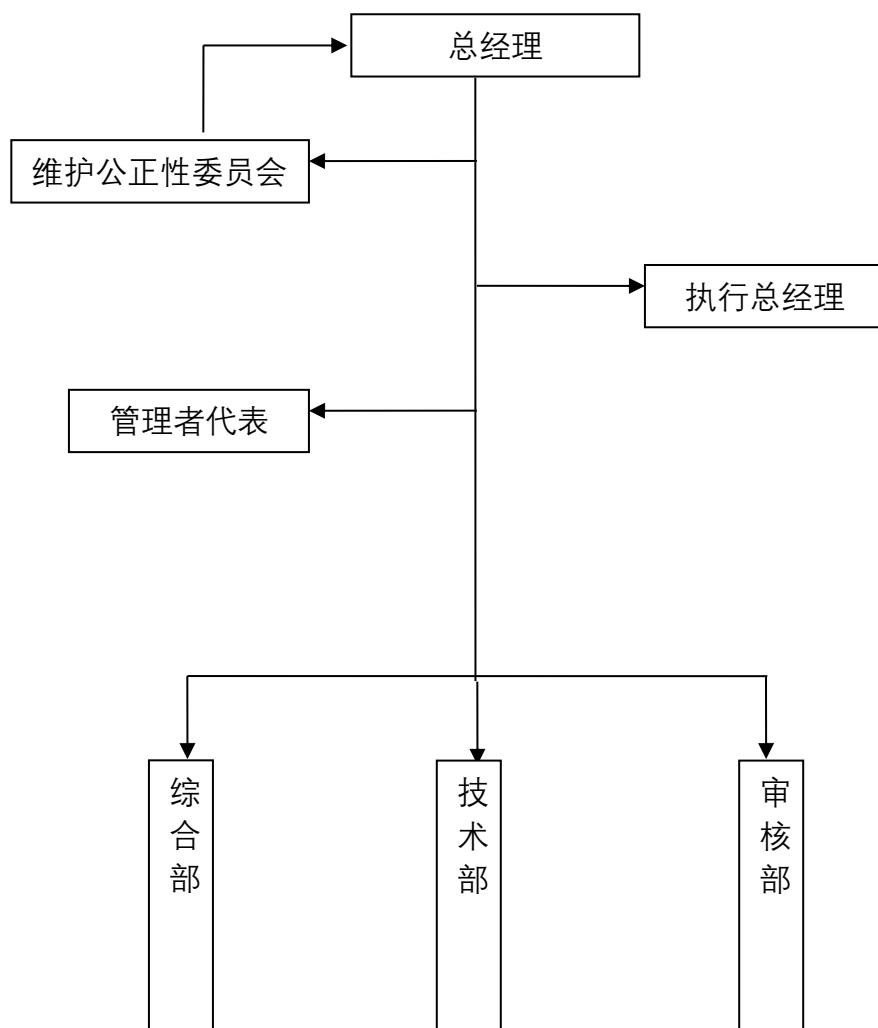 总经理
维护公正性委员会
执行总经理
管理者代表
综合部
技术部
审核部